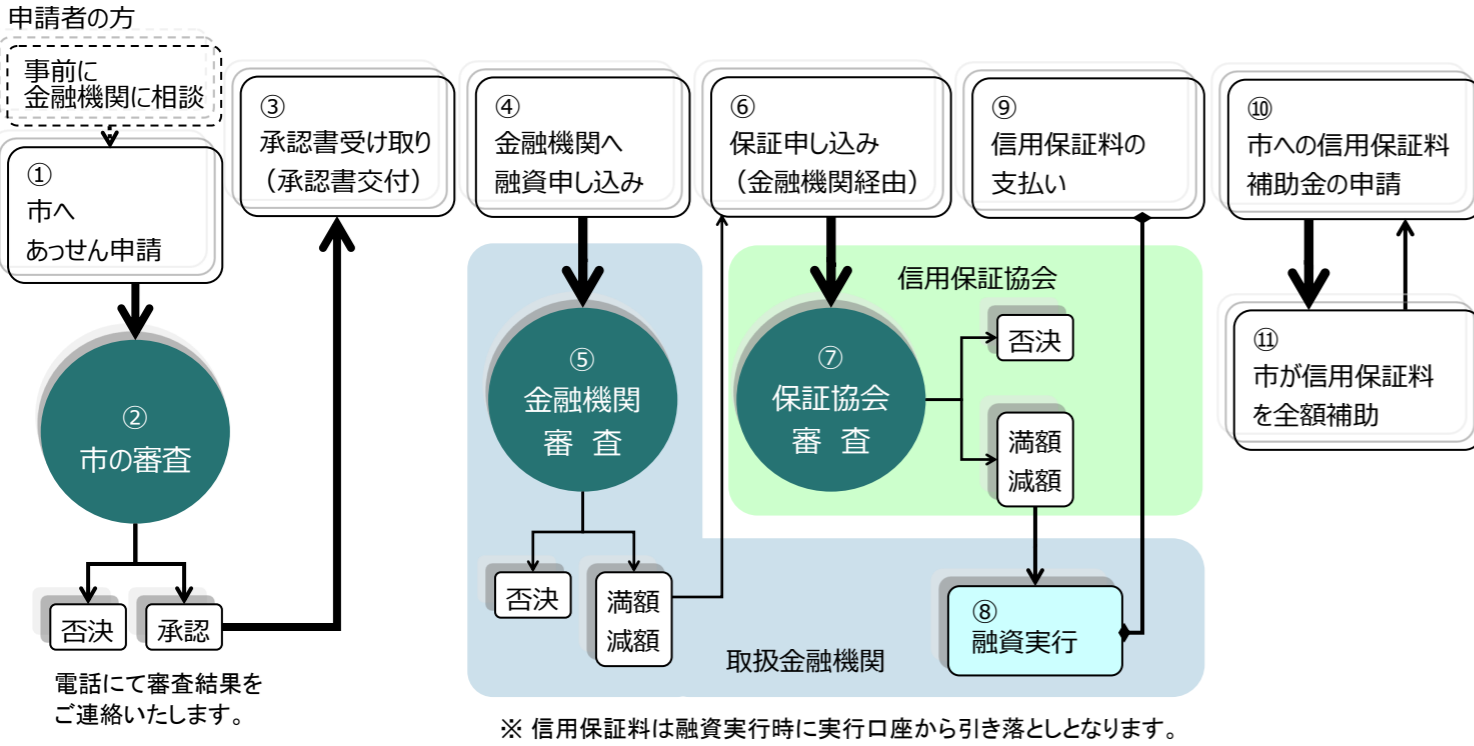 申請者の方
事前に
金融機関に相談
①
市へ
あっせん申請
②
市の審査
否決
承認
電話にて審査結果を
ご連絡いたします。
③
承認書受け取り
（承認書交付）
④
金融機関へ
融資申し込み
⑤
金融機関
審 査
否決
満額
減額
⑥
保証申し込み
（金融機関経由）
信用保証協会
⑦
保証協会
審 査
否決
満額
減額
⑧
融資実行
取扱金融機関
⑨
信用保証料の
支払い
⑩
市への信用保証料
補助金の申請
⑪
市が信用保証料
を全額補助
※ 信用保証料は融資実行時に実行口座から引き落としとなります。